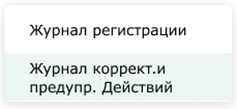 Журнал регистрации
Журнал коррект.и
предупр. Действий